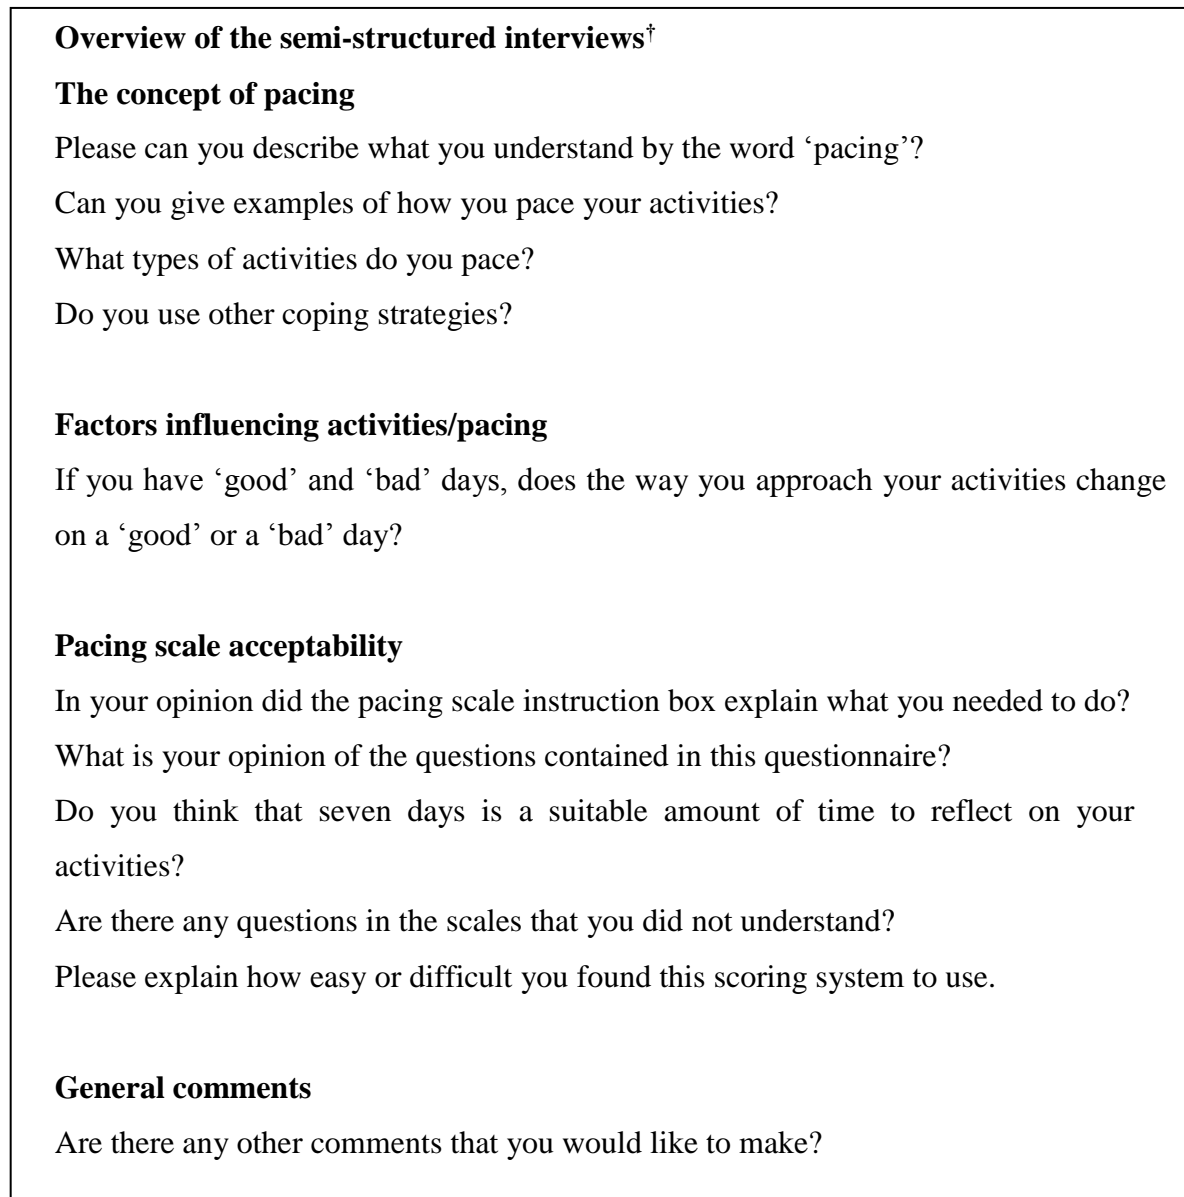 Overview of the semi-structured interviews†
The concept of pacing
Please can you describe what you understand by the word ‘pacing’?
Can you give examples of how you pace your activities?
What types of activities do you pace?
Do you use other coping strategies?
Factors influencing activities/pacing
If you have ‘good’ and ‘bad’ days, does the way you approach your activities change
on a ‘good’ or a ‘bad’ day?
Pacing scale acceptability
In your opinion did the pacing scale instruction box explain what you needed to do?
What is your opinion of the questions contained in this questionnaire?
Do you think that seven days is a suitable amount of time to reflect on your
activities?
Are there any questions in the scales that you did not understand?
Please explain how easy or difficult you found this scoring system to use.
General comments
Are there any other comments that you would like to make?